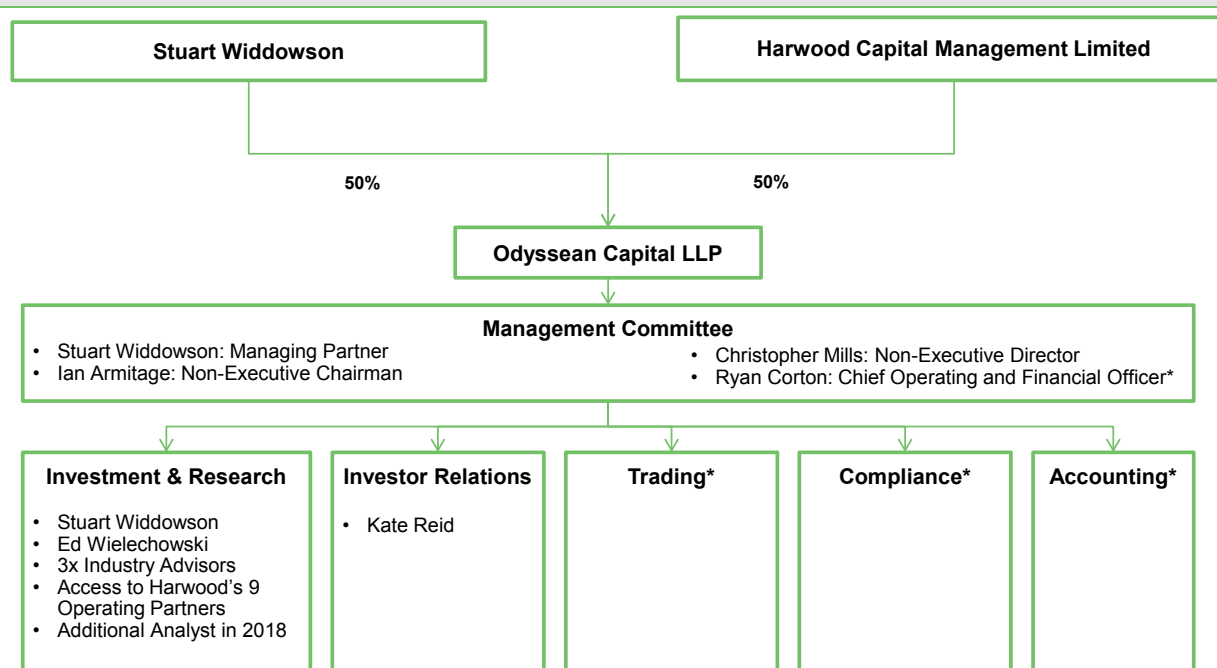 Stuart Widdowson
Harwood Capital Management Limited
50%
50%
Odyssean Capital LLP
Management Committee
• Stuart Widdowson: Managing Partner
• Ian Armitage: Non-Executive Chairman
• Christopher Mills: Non-Executive Director
• Ryan Corton: Chief Operating and Financial Officer*
Investment & Research
• Stuart Widdowson
• Ed Wielechowski
• 3x Industry Advisors
• Access to Harwood’s 9
Operating Partners
• Additional Analyst in 2018
Investor Relations
• Kate Reid
Trading*
Compliance*
Accounting*